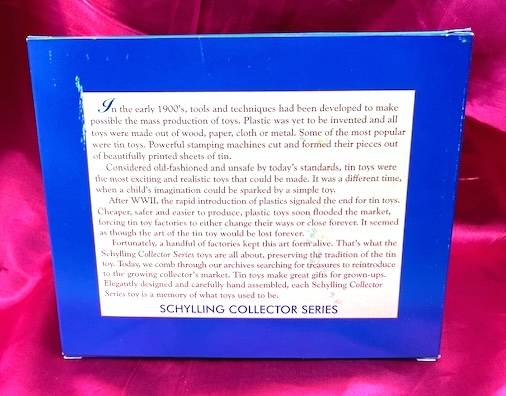 In the early 1900's, tools and techniques had been developed to make
possible the mass production of toys. Plastic was yet to be invented and all
toys were made out of wood, paper, cloth or metal. Some of the most popular
were tin toys. Powerful stamping machines cut and formed their pieces out
of beautifully printed sheets of tin.
Considered old-fashioned and unsafe by today's standards, tin toys were
the most exciting and realistic toys that could be made. It was a different time,
when a child's imagination could be sparked by a simple toy.
After WWII, the rapid introduction of plastics signaled the end for tin toys.
Cheaper, safer and easier to produce, plastic toys soon flooded the market,
forcing tin toy factories to either change their ways or close forever. It seemed
as though the art of the tin toy would be lost forever.
Fortunately, a handful of factories kept this art form alive. That's what the
Schylling Collector Series toys are all about, preserving the tradition of the tin
toy. Today, we comb through our archives searching for treasures to reintroduce
to the growing collector's market. Tin toys make great gifts for grown-ups.
Elegantly designed and carefully hand assembled, each Schylling Collector
Series toy is a memory of what toys used to be.
SCHYLLING COLLECTOR SERIES